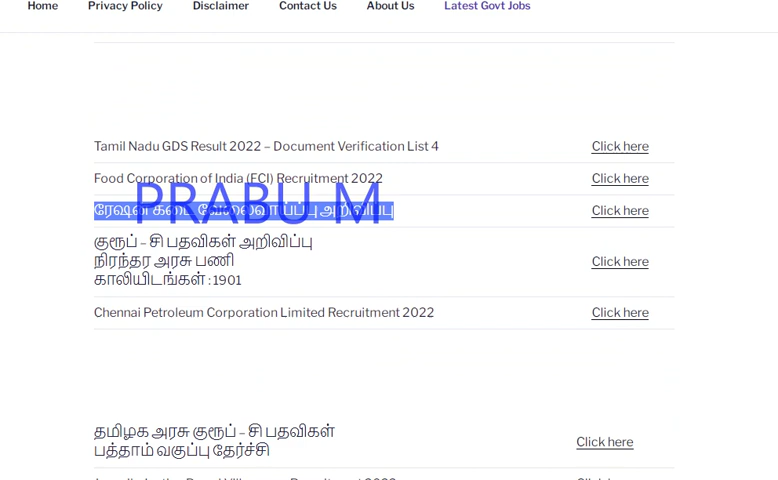 Home Privacy Policy Disclaimer Contact Us About Us Latest Govt Jobs
Tamil Nadu GDS Result 2022 – Document Verification List 4 Click here
Food Corporation of India (FCI) Recruitment 2022 Click here
PRABU M
ரேஷன் கடை வேலைவாய்ப்பு அறிவிப்பு Click here
குரூப் – சி பதவிகள் அறிவிப்பு
நிரந்தர அரசு பணி Click here
காலியிடங்கள் : 1901
Chennai Petroleum Corporation Limited Recruitment 2022 Click here
தமிழக அரசு குரூப் – சி பதவிகள்
பத்தாம் வகுப்பு தேர்ச்சி Click here